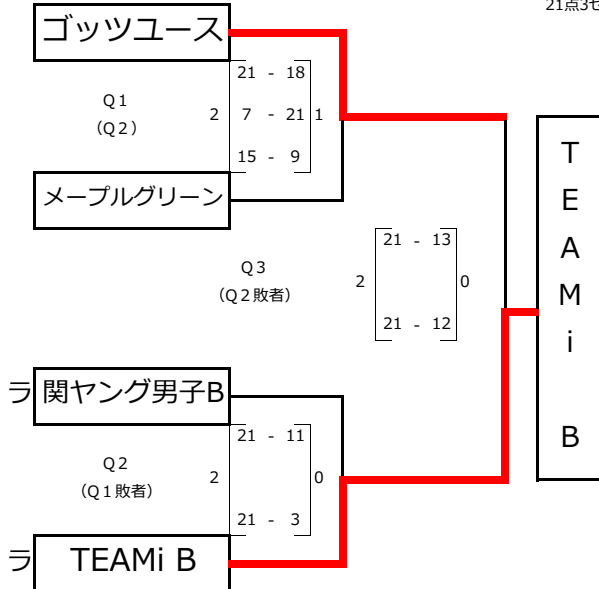 21点3セ
ゴッツユース
21 - 18
Q1
(Q2)
2
7 - 21
1
15 - 9
メープルグリーン
21 - 13
Q3
(Q2敗者)
2
0
21 - 12
TEAMi B
ラ 関ヤング男子B
21 - 11
Q2
(Q1敗者)
2
0
21 - 3
ラ TEAMi B